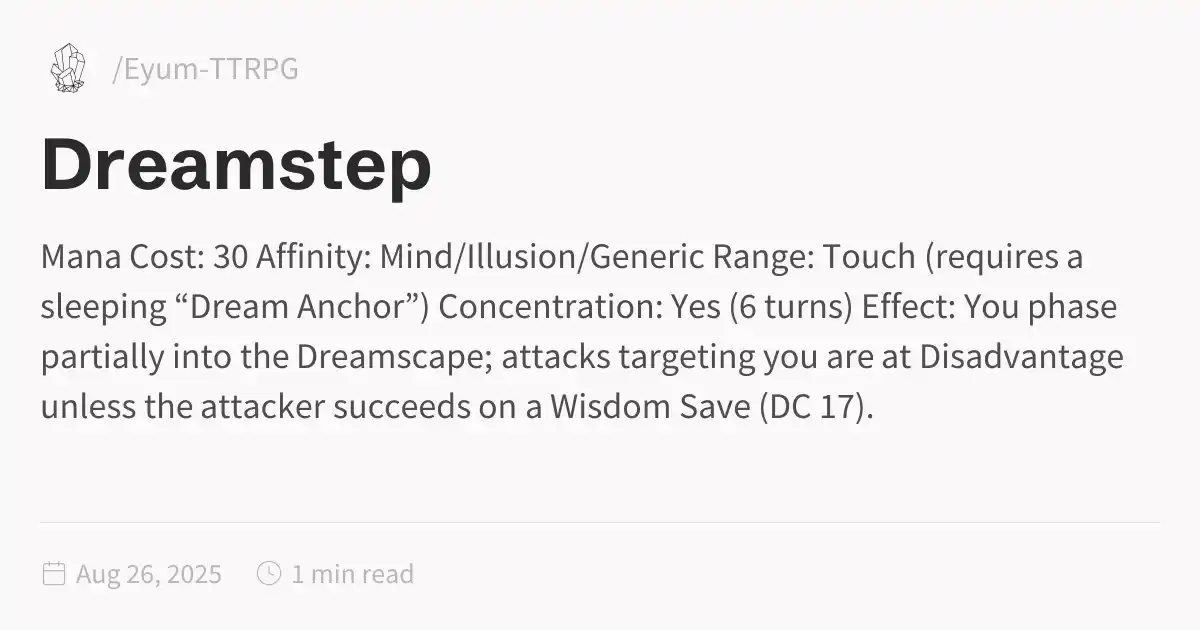 /Eyum-TTRPG
Dreamstep
Mana Cost: 30 Affinity: Mind/Illusion/Generic Range: Touch (requires a
sleeping “Dream Anchor”) Concentration: Yes (6 turns) Effect: You phase
partially into the Dreamscape; attacks targeting you are at Disadvantage
unless the attacker succeeds on a Wisdom Save (DC 17).
Aug 26, 2025 1 min read